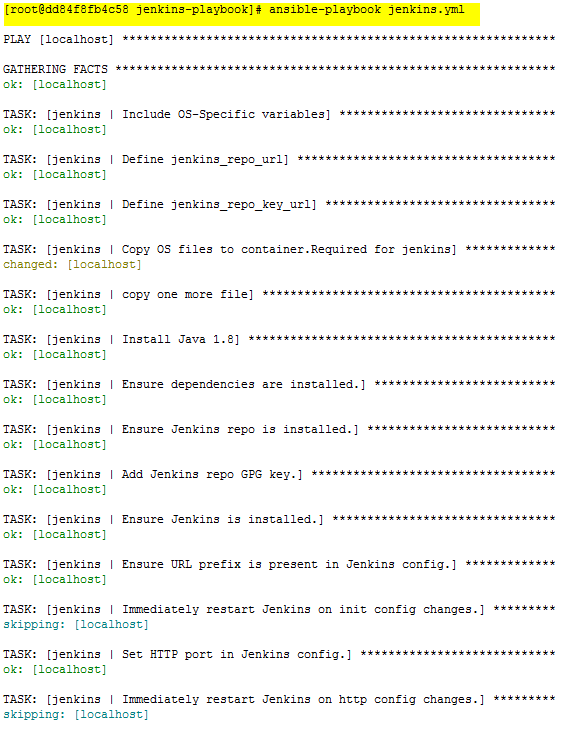 [root@dd84f8fb4c58 jenkins-playbook]# ansible-playbook jenkins.yml
PLAY [localhost] **************************************************************
GATHERING FACTS ***************************************************************
ok: [localhost]
TASK: [jenkins | Include OS-Specific variables] *******************************
ok: [localhost]
TASK: [jenkins | Define jenkins_repo_url] *************************************
ok: [localhost]
TASK: [jenkins | Define jenkins_repo_key_url] *********************************
ok: [localhost]
TASK: [jenkins | Copy OS files to container.Required for jenkins] *************
changed: [localhost]
TASK: [jenkins | copy one more file] ******************************************
ok: [localhost]
TASK: [jenkins | Install Java 1.8] ********************************************
ok: [localhost]
TASK: [jenkins | Ensure dependencies are installed.] **************************
ok: [localhost]
TASK: [jenkins | Ensure Jenkins repo is installed.] ***************************
ok: [localhost]
TASK: [jenkins | Add Jenkins repo GPG key.] ***********************************
ok: [localhost]
TASK: [jenkins | Ensure Jenkins is installed.] ********************************
ok: [localhost]
TASK: [jenkins | Ensure URL prefix is present in Jenkins config.] *************
ok: [localhost]
TASK: [jenkins | Immediately restart Jenkins on init config changes.] *********
skipping: [localhost]
TASK: [jenkins | Set HTTP port in Jenkins config.] ****************************
ok: [localhost]
TASK: [jenkins | Immediately restart Jenkins on http config changes.] *********
skipping: [localhost]